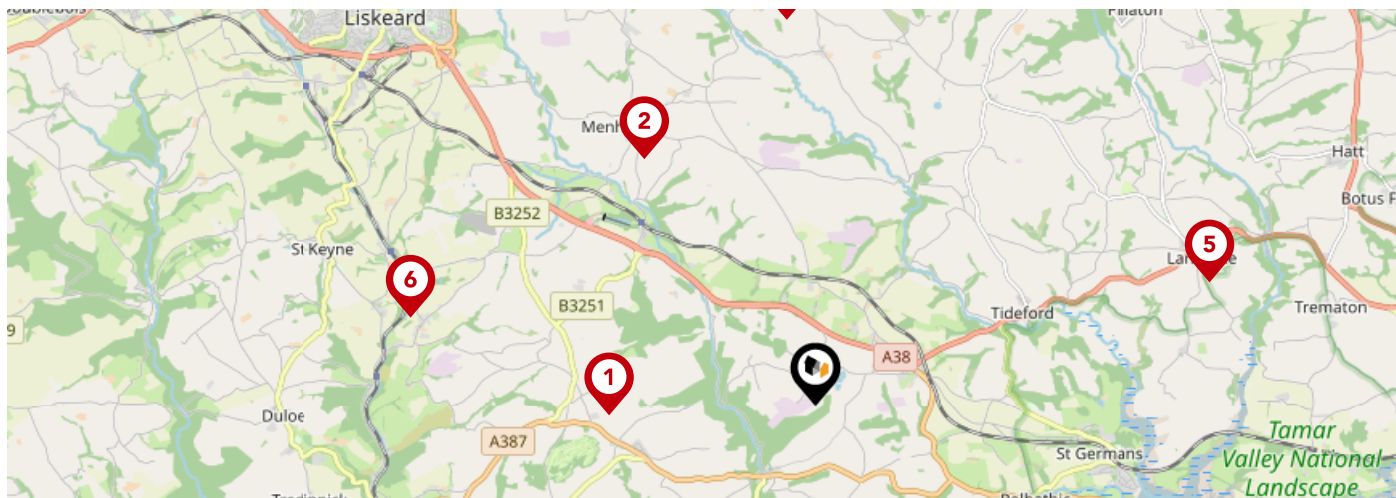 Liskeard
Hatt
2
B3252
St Keyne
5
6
B3251
Tideford
Trematon
9
A38
1
Duloe
A387
St Germans
Tamar
Valley National
Landscape